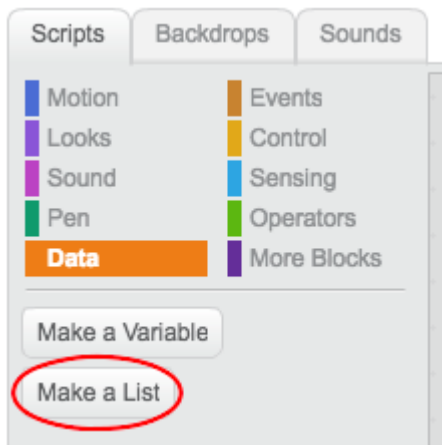 Scripts Backdrops Sounds
Motion Events
Looks Control
Sound Sensing
Pen Operators
Data More Blocks
Make a Variable
Make a List